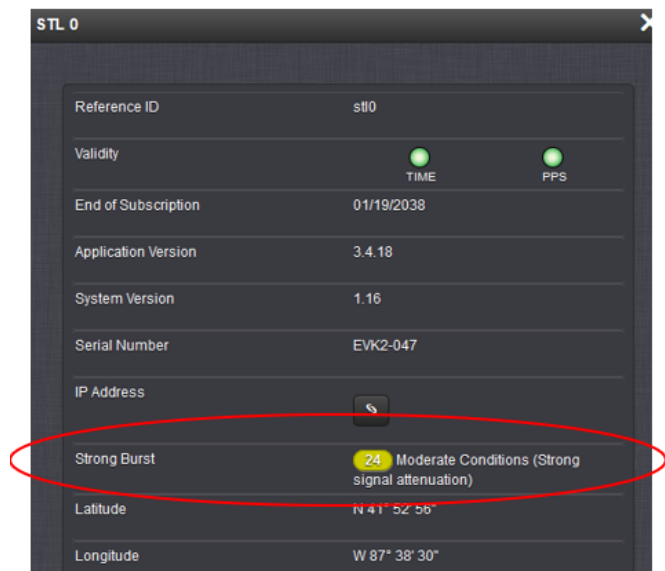 STL 0
Reference ID stl0
Validity
TIME PPS
End of Subscription 01/19/2038
Application Version 3.4.18
System Version 1.16
Serial Number EVK2-047
IP Address
Strong Burst 24 Moderate Conditions (Strong
signal attenuation)
Latitude N 41° 52' 56"
Longitude W 87° 38' 30"